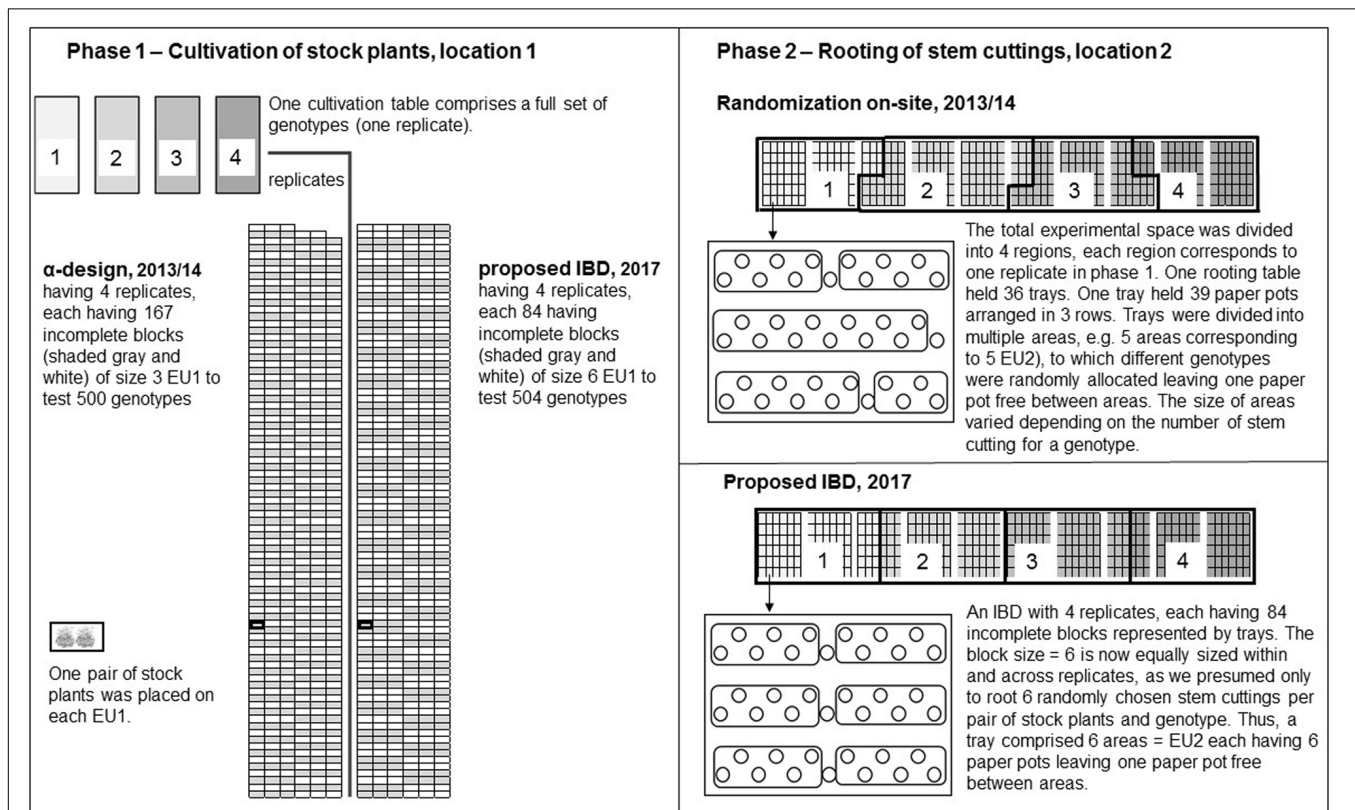 Phase 1 – Cultivation of stock plants, location 1
1
2
3
4
One cultivation table comprises a full set of
genotypes (one replicate).
replicates
α-design, 2013/14
having 4 replicates,
each having 167
incomplete blocks
(shaded gray and
white) of size 3 EU1 to
test 500 genotypes
proposed IBD, 2017
having 4 replicates,
each 84 having
incomplete blocks
(shaded gray and
white) of size 6 EU1 to
test 504 genotypes
One pair of stock
plants was placed on
each EU1.
Phase 2 – Rooting of stem cuttings, location 2
Randomization on-site, 2013/14
1
2
3
4
The total experimental space was divided
into 4 regions, each region corresponds to
one replicate in phase 1. One rooting table
held 36 trays. One tray held 39 paper pots
arranged in 3 rows. Trays were divided into
multiple areas, e.g. 5 areas corresponding
to 5 EU2), to which different genotypes
were randomly allocated leaving one paper
pot free between areas. The size of areas
varied depending on the number of stem
cutting for a genotype.
Proposed IBD, 2017
1
2
3
4
An IBD with 4 replicates, each having 84
incomplete blocks represented by trays. The
block size = 6 is now equally sized within
and across replicates, as we presumed only
to root 6 randomly chosen stem cuttings per
pair of stock plants and genotype. Thus, a
tray comprised 6 areas = EU2 each having 6
paper pots leaving one paper pot free
between areas.